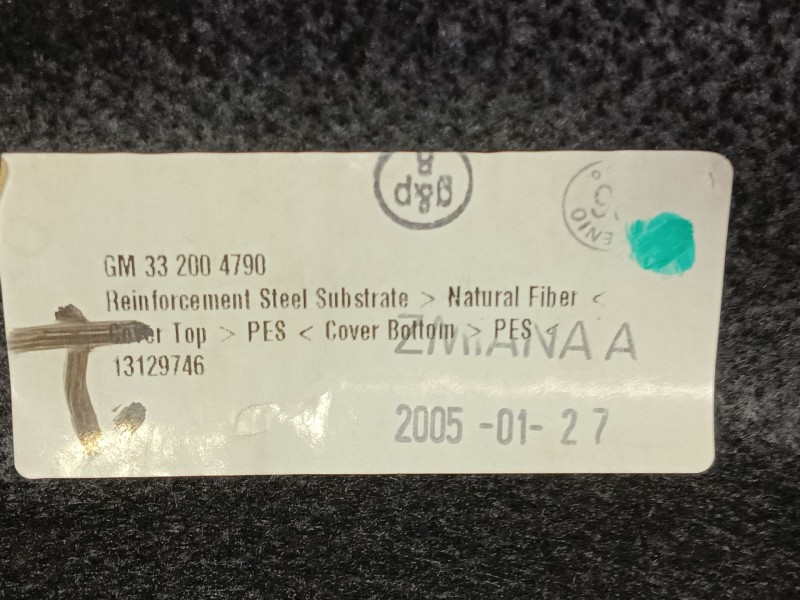 g&p
GM 33 200 4790
Reinforcement Steel Substrate > Natural Fiber <
Cover Top > PES < Cover Bottom > PES <
ZMIANA A
13129746
2005 -01- 27